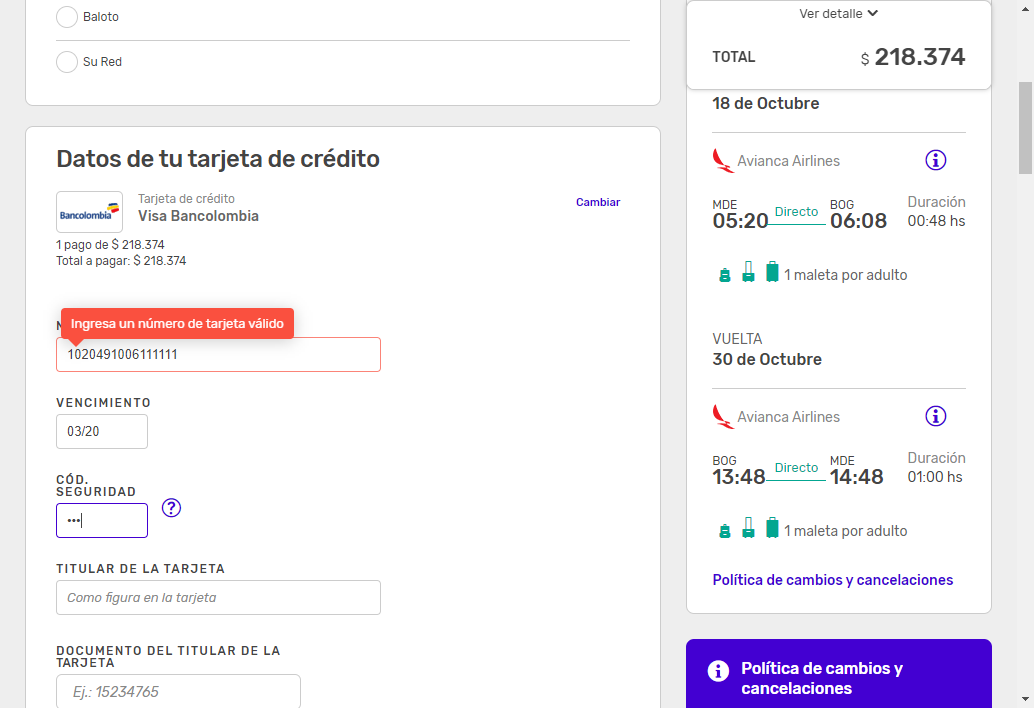 Baloto
Su Red
Datos de tu tarjeta de crédito
Bancolombia
Tarjeta de crédito
Visa Bancolombia
Cambiar
1 pago de $ 218.374
Total a pagar: $ 218.374
Ingresa un número de tarjeta válido
1020491006111111
VENCIMIENTO
03/20
CÓD.
SEGURIDAD
•••
?
TITULAR DE LA TARJETA
Como figura en la tarjeta
DOCUMENTO DEL TITULAR DE LA
TARJETA
Ej.: 15234765
Ver detalle
TOTAL
$ 218.374
18 de Octubre
Avianca Airlines
MDE
05:20
Directo
BOG
06:08
Duración
00:48 hs
1 maleta por adulto
VUELTA
30 de Octubre
Avianca Airlines
BOG
13:48
Directo
MDE
14:48
Duración
01:00 hs
1 maleta por adulto
Política de cambios y cancelaciones
Política de cambios y
cancelaciones